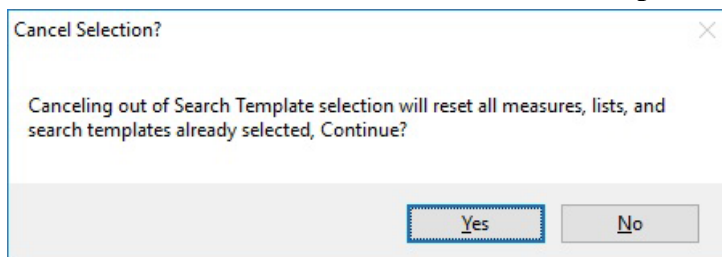 Cancel Selection?
Canceling out of Search Template selection will reset all measures, lists, and
search templates already selected, Continue?
Yes
No